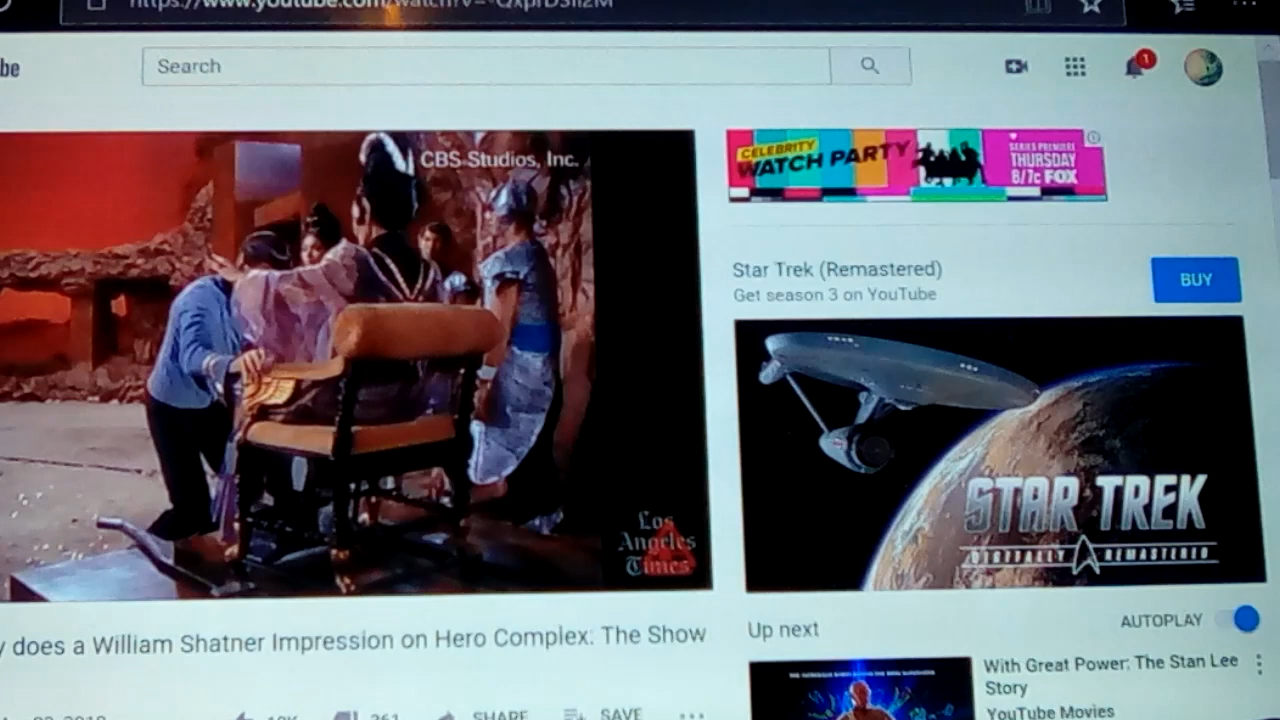 be
Search
1
CBS Studios, Inc.
CELEBRITY
WATCH PARTY
SERIES PREMIERE
THURSDAY
8/7c FOX
Star Trek (Remastered)
Get season 3 on YouTube
BUY
STAR TREK
DIGITALLY REMASTERED
Los
Angeles
Times
y does a William Shatner Impression on Hero Complex: The Show
SHARE
SAVE
Up next
AUTOPLAY
With Great Power: The Stan Lee
Story
YouTube Movies